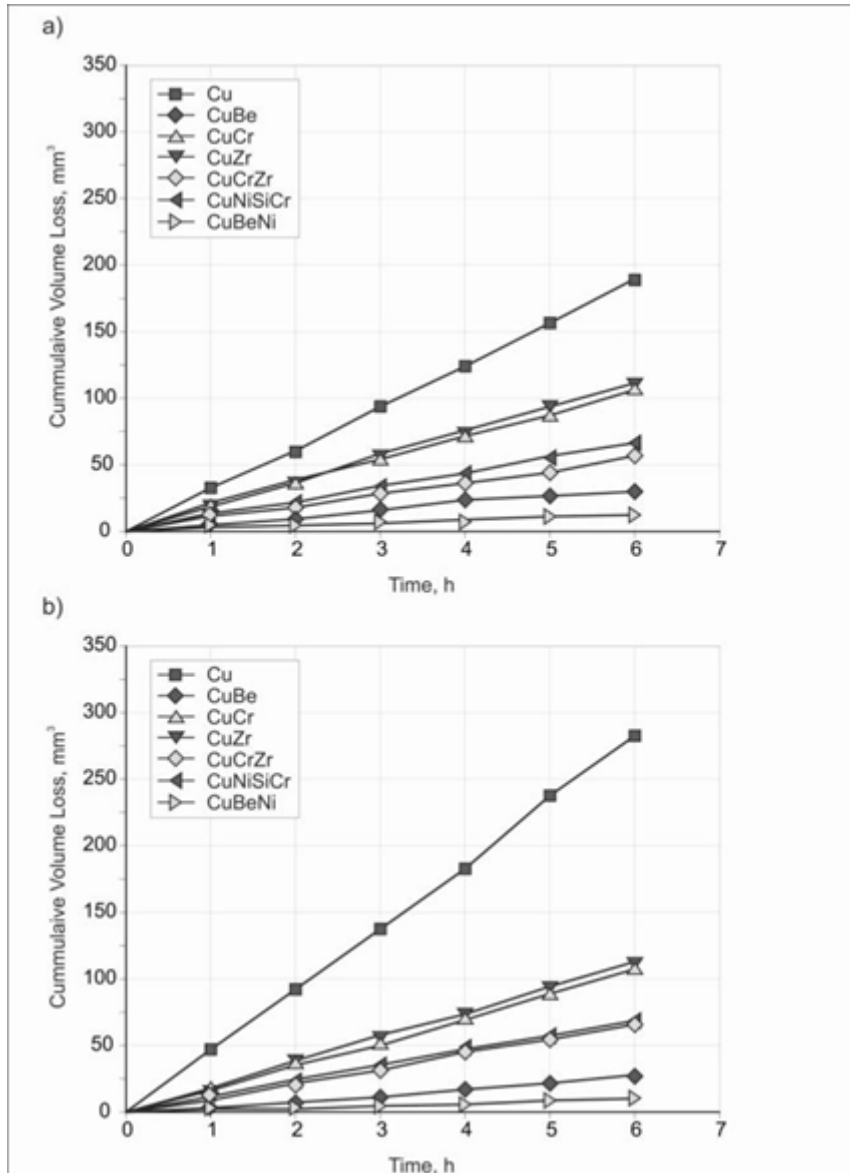 a)
350
300
250
200
150
100
50
0
Cummulaive Volume Loss, mm³
Cu
CuBe
CuCr
CuZr
CuCrZr
CuNiSiCr
CuBeNi
0 1 2 3 4 5 6 7
Time, h
b)
350
300
250
200
150
100
50
0
Cummulaive Volume Loss, mm³
Cu
CuBe
CuCr
CuZr
CuCrZr
CuNiSiCr
CuBeNi
0 1 2 3 4 5 6 7
Time, h